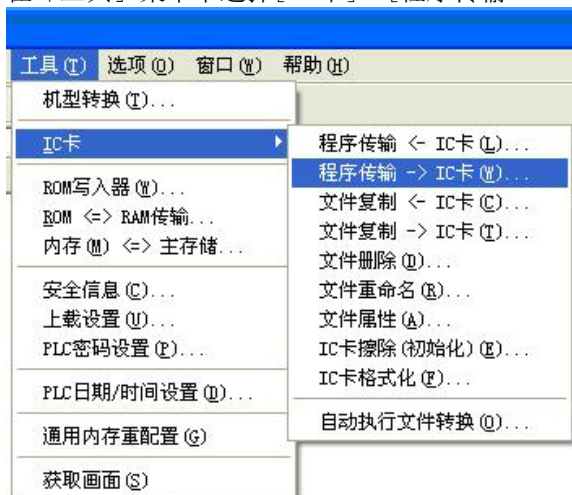 工具(T) 选项(O) 窗口(W) 帮助(H)
机型转换(T)...
IC卡
ROM写入器(W)...
ROM <=> RAM传输...
内存(M) <=> 主存储...
安全信息(C)...
上载设置(U)...
PLC密码设置(P)...
PLC日期/时间设置(D)...
通用内存重配置(G)
获取画面(S)
程序传输 <- IC卡(L)...
程序传输 -> IC卡(W)...
文件复制 <- IC卡(C)...
文件复制 -> IC卡(T)...
文件删除(D)...
文件重命名(R)...
文件属性(A)...
IC卡擦除(初始化)(E)...
IC卡格式化(F)...
自动执行文件转换(O)...